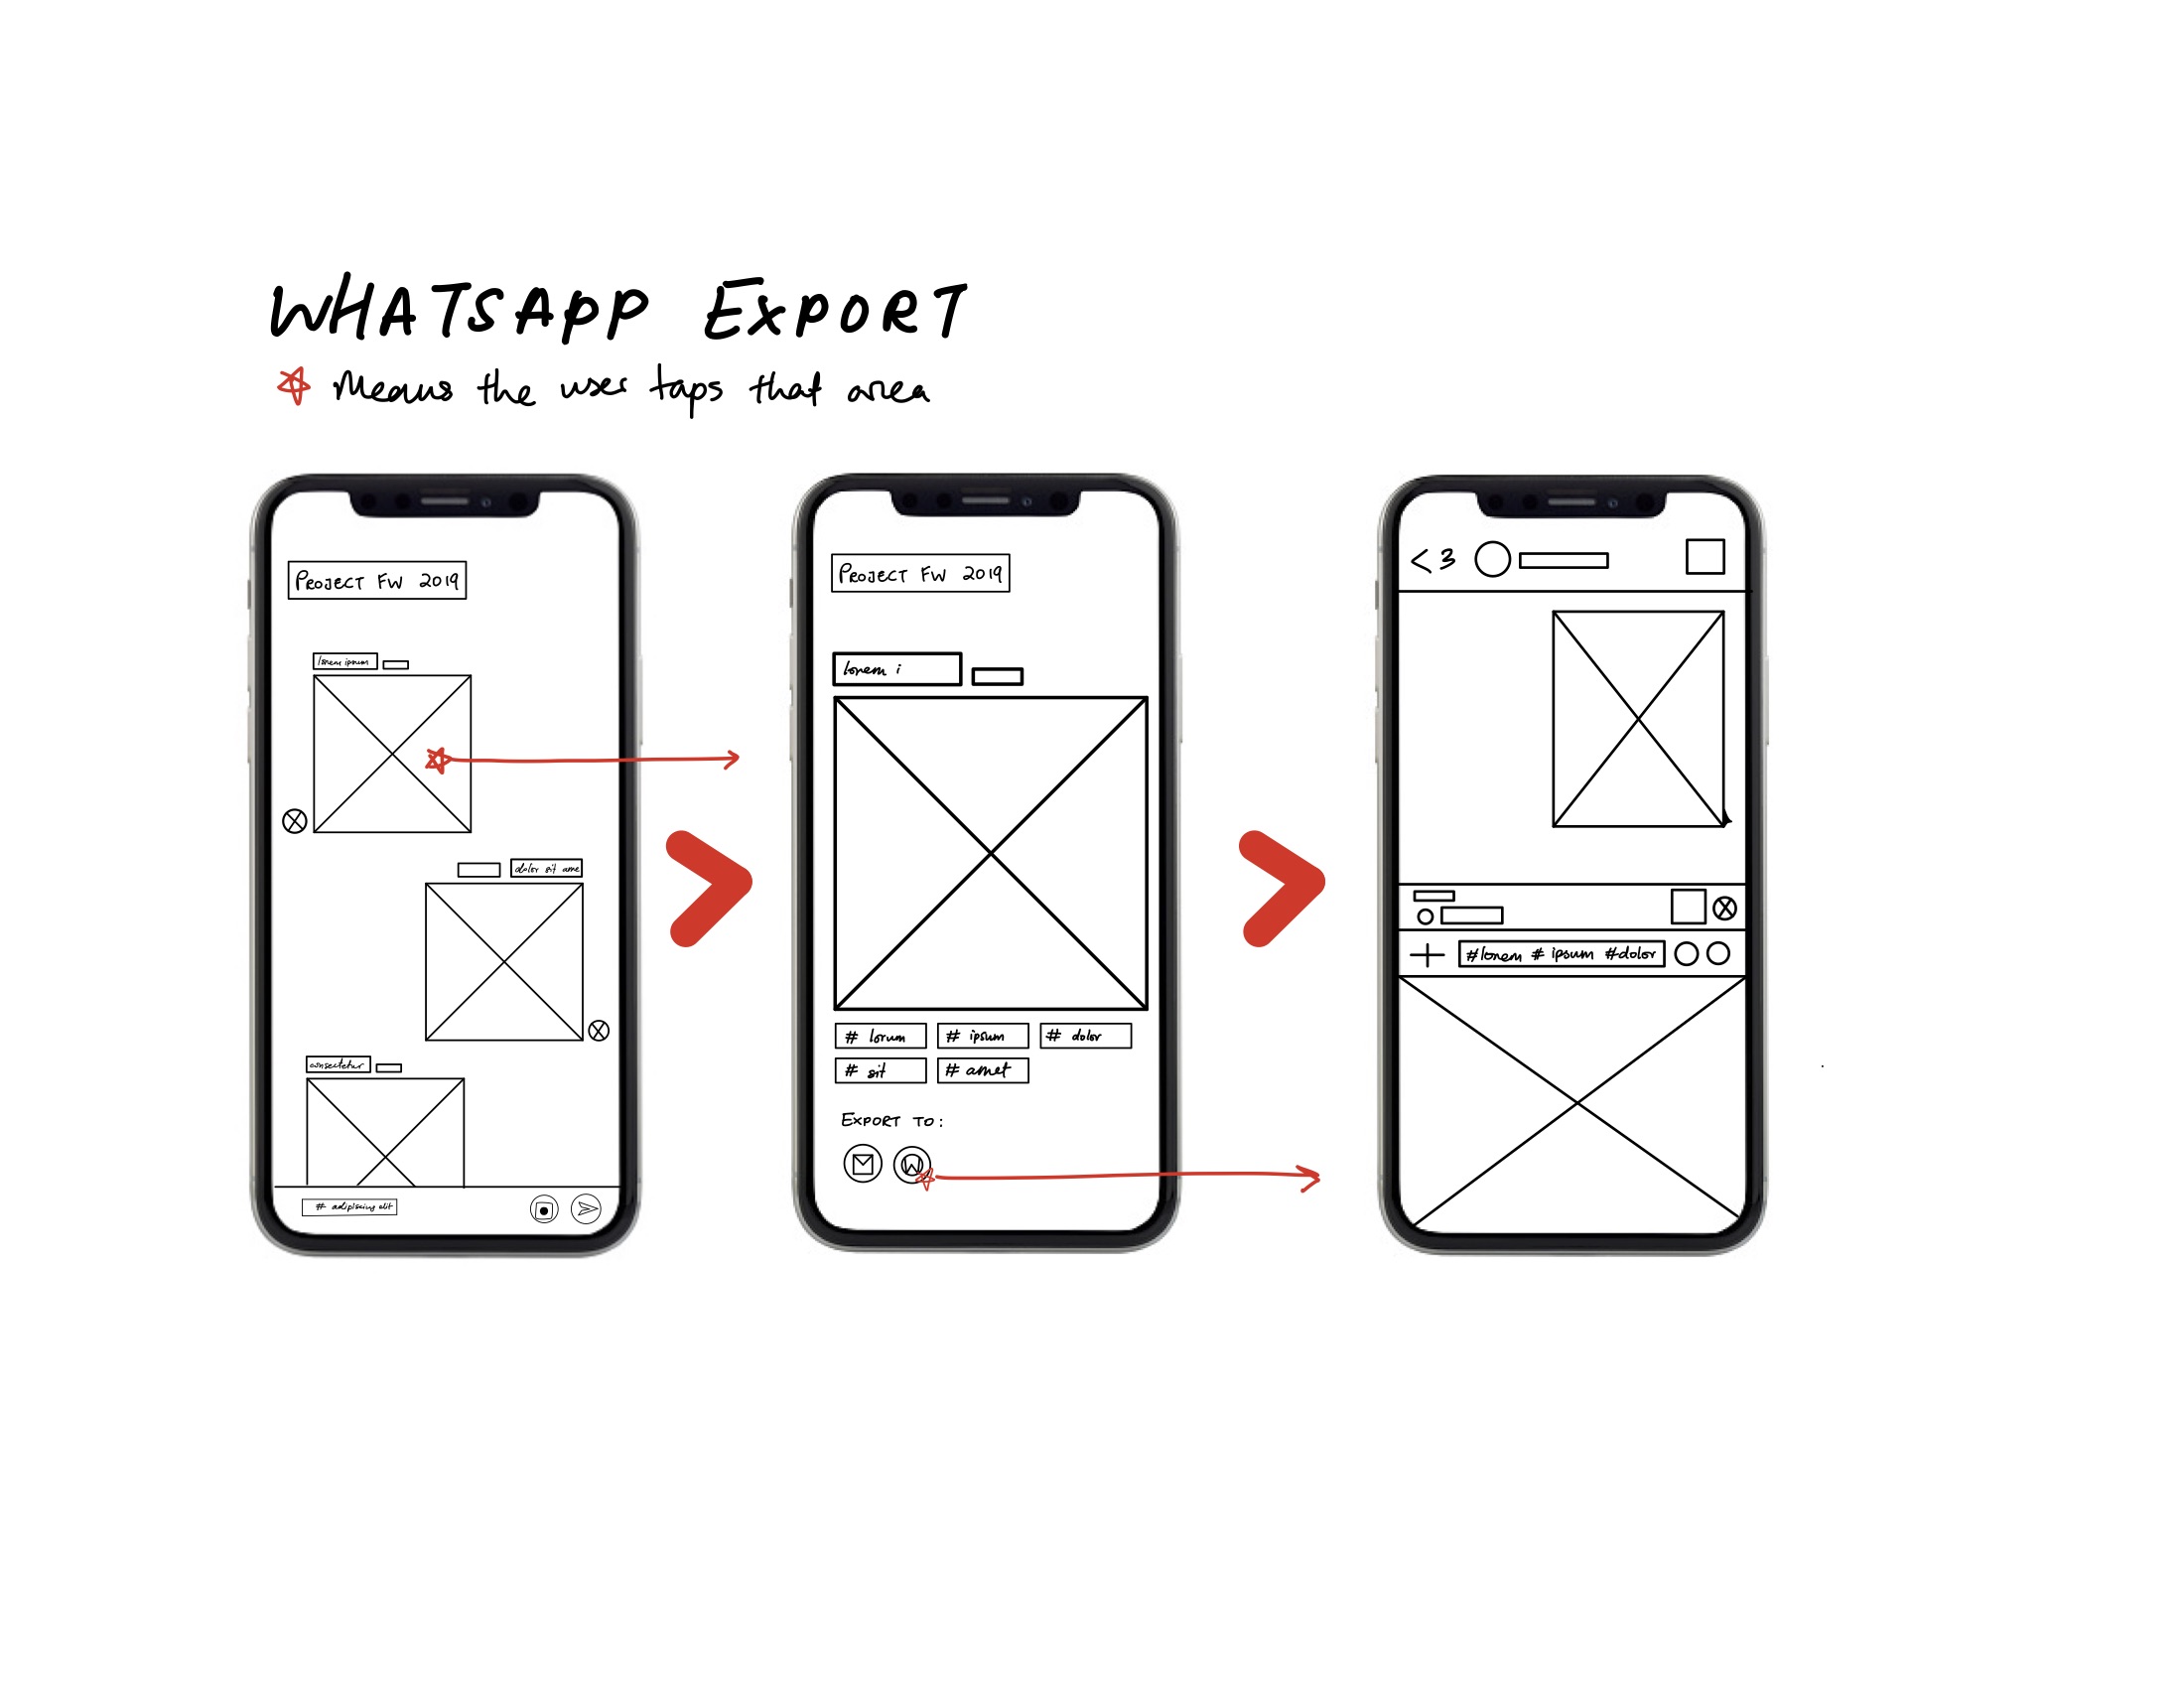 WHATSAPP EXPORT
Means the user taps that area
PROJECT FW 2019
lorem ipsum
dolor sit ame
consectetur
# adipiscing elit
PROJECT FW 2019
lorem i
# lorum # ipsum # dolor
# sit # amet
EXPORT TO:
W
< 3
#lorem # ipsum #dolor